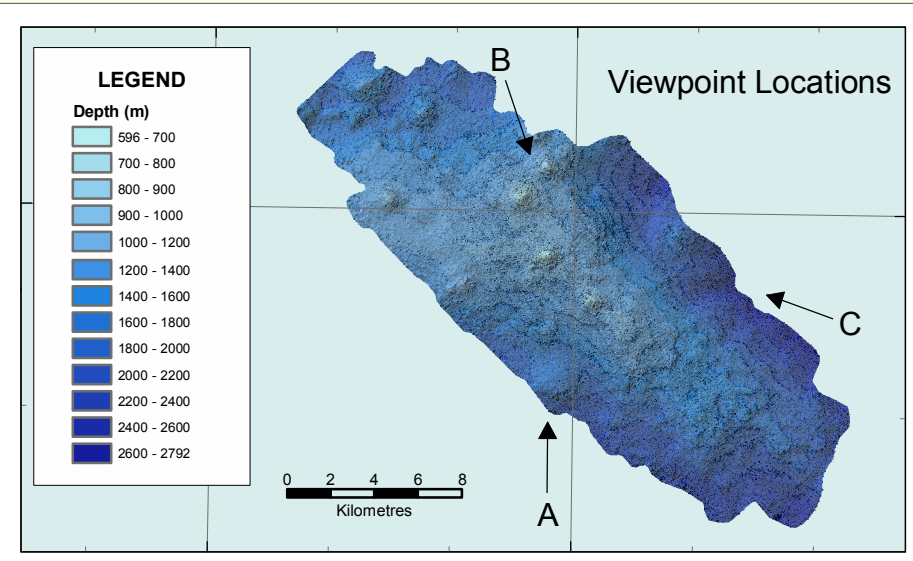 Viewpoint Locations
LEGEND
Depth (m)
596 - 700
700 - 800
800 - 900
900 - 1000
1000 - 1200
1200 - 1400
1400 - 1600
1600 - 1800
1800 - 2000
2000 - 2200
2200 - 2400
2400 - 2600
2600 - 2792
B
C
A
0 2 4 6 8
Kilometres